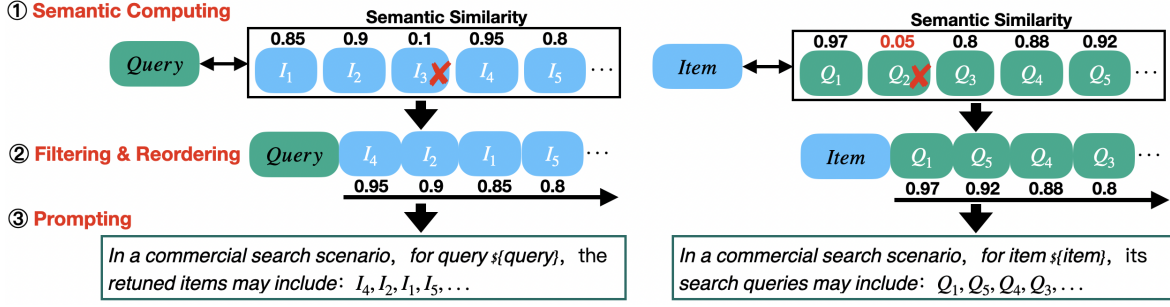 ① Semantic Computing
Semantic Similarity
0.85 0.9 0.1 0.95 0.8
Query I1 I2 I3 I4 I5 ...
Semantic Similarity
0.97 0.05 0.8 0.88 0.92
Item Q1 Q2 Q3 Q4 Q5 ...
② Filtering & Reordering
Query I4 I2 I1 I5 ...
0.95 0.9 0.85 0.8
Item Q1 Q5 Q4 Q3 ...
0.97 0.92 0.88 0.8
③ Prompting
In a commercial search scenario, for query ${query}, the
retuned items may include: I4, I2, I1, I5, ...
In a commercial search scenario, for item ${item}, its
search queries may include: Q1, Q5, Q4, Q3, ...